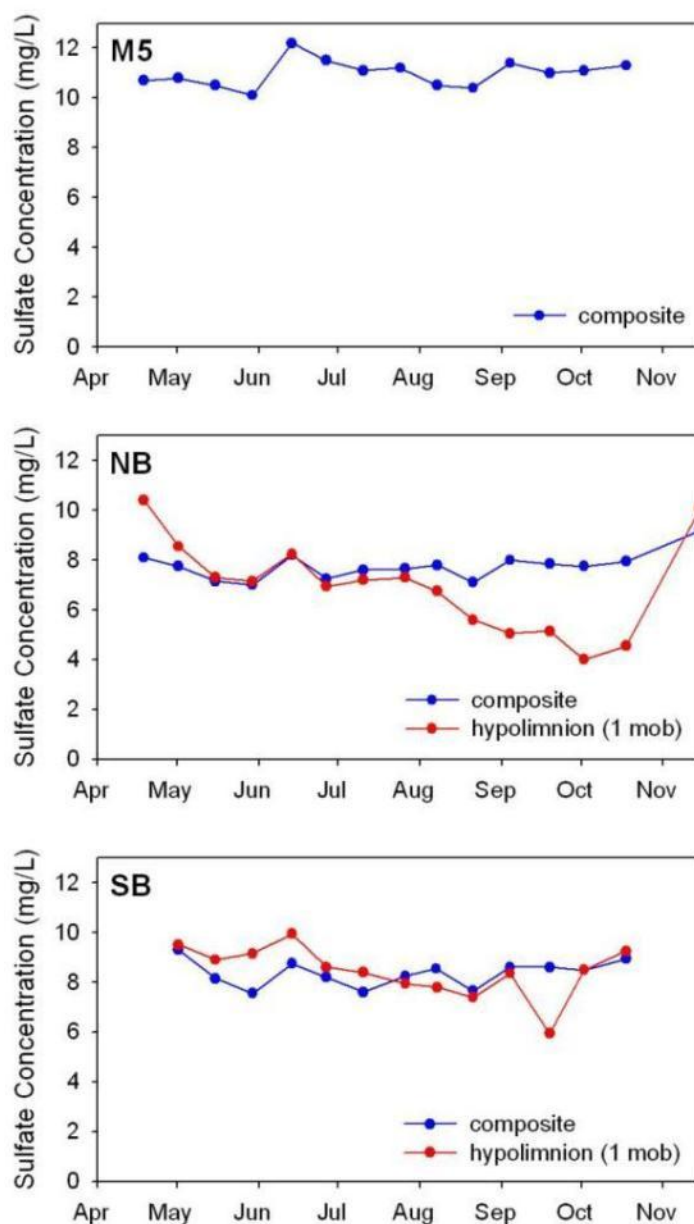 M5
Sulfate Concentration (mg/L)
12
10
8
6
4
2
0
composite
Apr May Jun Jul Aug Sep Oct Nov
NB
Sulfate Concentration (mg/L)
12
10
8
6
4
2
0
composite
hypolimnion (1 mob)
Apr May Jun Jul Aug Sep Oct Nov
SB
Sulfate Concentration (mg/L)
12
10
8
6
4
2
0
composite
hypolimnion (1 mob)
Apr May Jun Jul Aug Sep Oct Nov